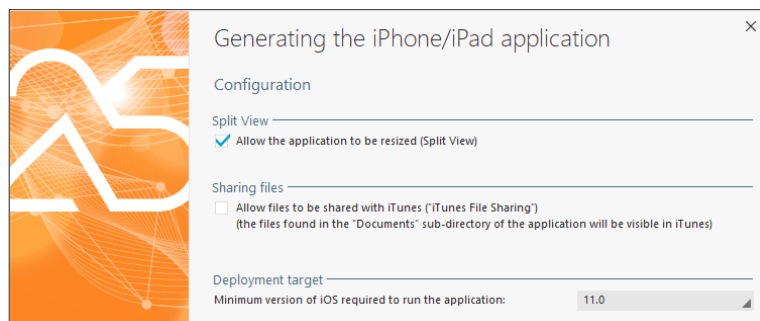 Generating the iPhone/iPad application
Configuration
Split View
Allow the application to be resized (Split View)
Sharing files
Allow files to be shared with iTunes ("iTunes File Sharing")
(the files found in the "Documents" sub-directory of the application will be visible in iTunes)
Deployment target
Minimum version of iOS required to run the application: 11.0